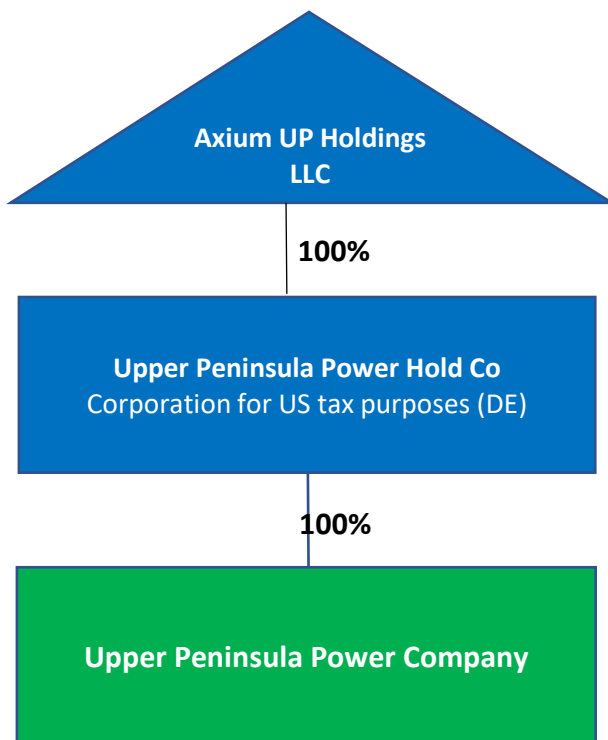 Axium UP Holdings
LLC
100%
Upper Peninsula Power Hold Co
Corporation for US tax purposes (DE)
100%
Upper Peninsula Power Company